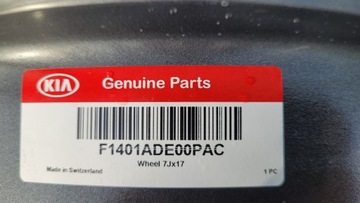 KIA Genuine Parts
F1401ADE00PAC
Wheel 7Jx17
Made in Switzerland 1 PC